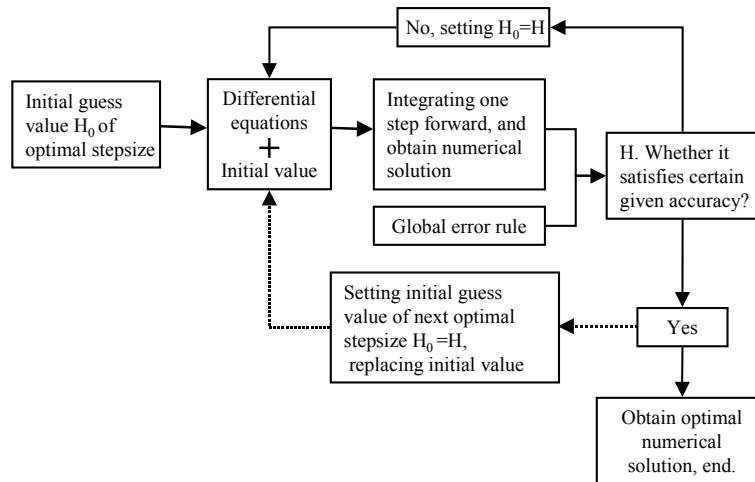 No, setting H₀=H
Initial guess
value H₀ of
optimal stepsize
Differential
equations
+
Initial value
Integrating one
step forward, and
obtain numerical
solution
Global error rule
H. Whether it
satisfies certain
given accuracy?
Setting initial guess
value of next optimal
stepsize H₀=H,
replacing initial value
Yes
Obtain optimal
numerical
solution, end.